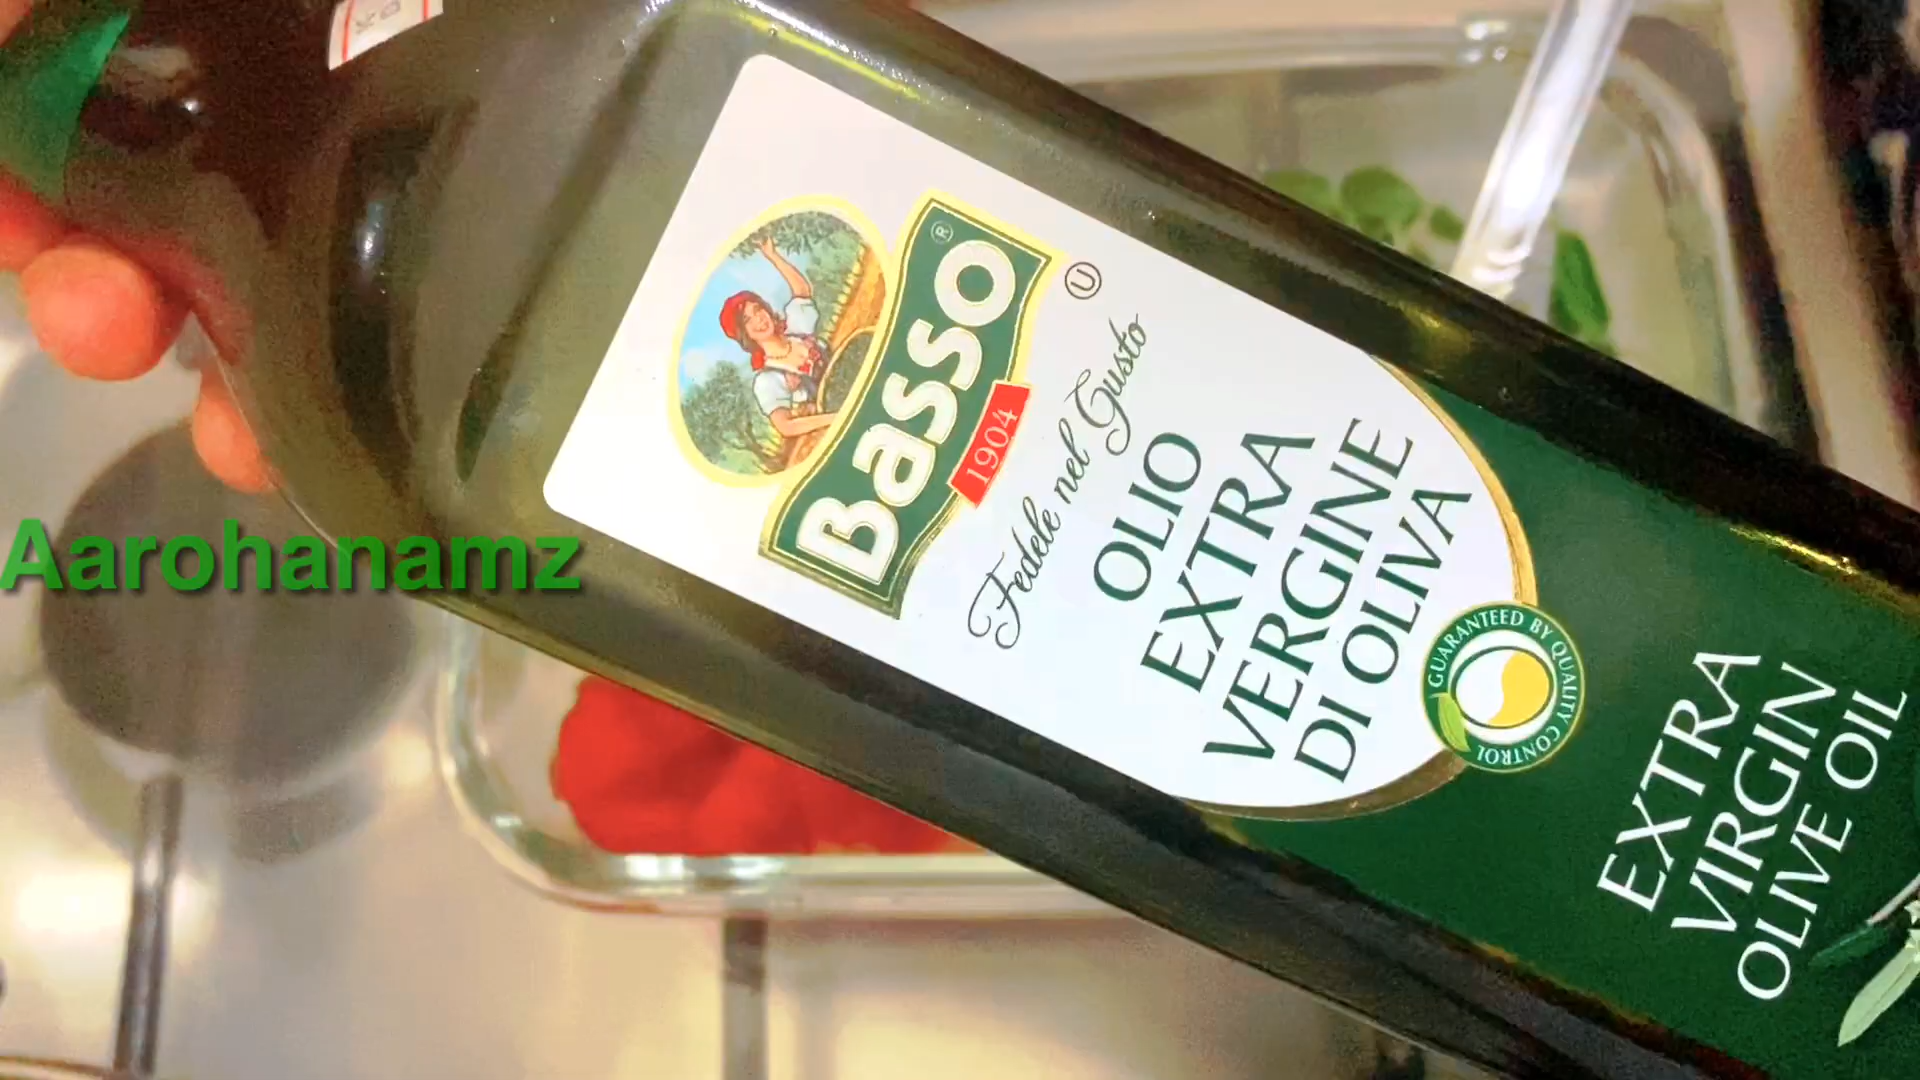 Basso
®
1904
U
Fedele nel Gusto
OLIO
EXTRA
VERGINE
DI OLIVA
GUARANTEED BY QUALITY CONTROL
EXTRA
VIRGIN
OLIVE OIL
Aarohanamz